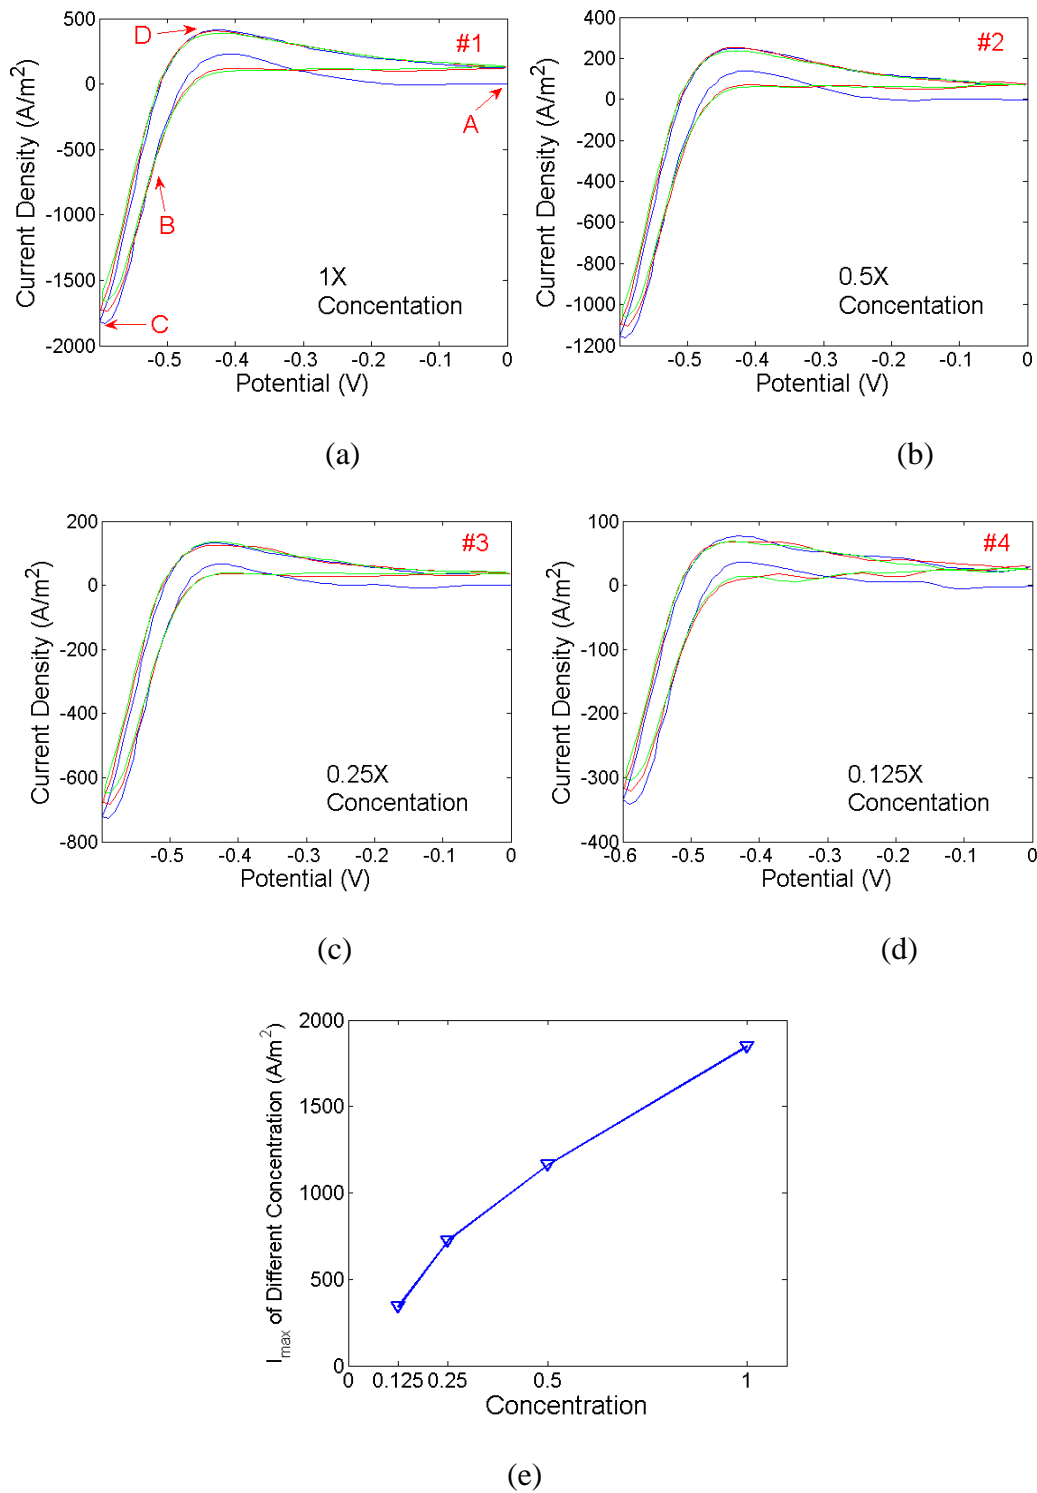 500
0
-500
-1000
-1500
-2000
-0.5 -0.4 -0.3 -0.2 -0.1 0
Current Density (A/m²)
Potential (V)
D
#1
A
B
C
1X
Concentation
(a)
400
200
0
-200
-400
-600
-800
-1000
-1200
-0.5 -0.4 -0.3 -0.2 -0.1 0
Current Density (A/m²)
Potential (V)
#2
0.5X
Concentation
(b)
200
0
-200
-400
-600
-800
-0.5 -0.4 -0.3 -0.2 -0.1 0
Current Density (A/m²)
Potential (V)
#3
0.25X
Concentation
(c)
100
0
-100
-200
-300
-400
-0.6 -0.5 -0.4 -0.3 -0.2 -0.1 0
Current Density (A/m²)
Potential (V)
#4
0.125X
Concentation
(d)
2000
1500
1000
500
0
0 0.125 0.25 0.5 1
I_max of Different Concentration (A/m²)
Concentration
(e)